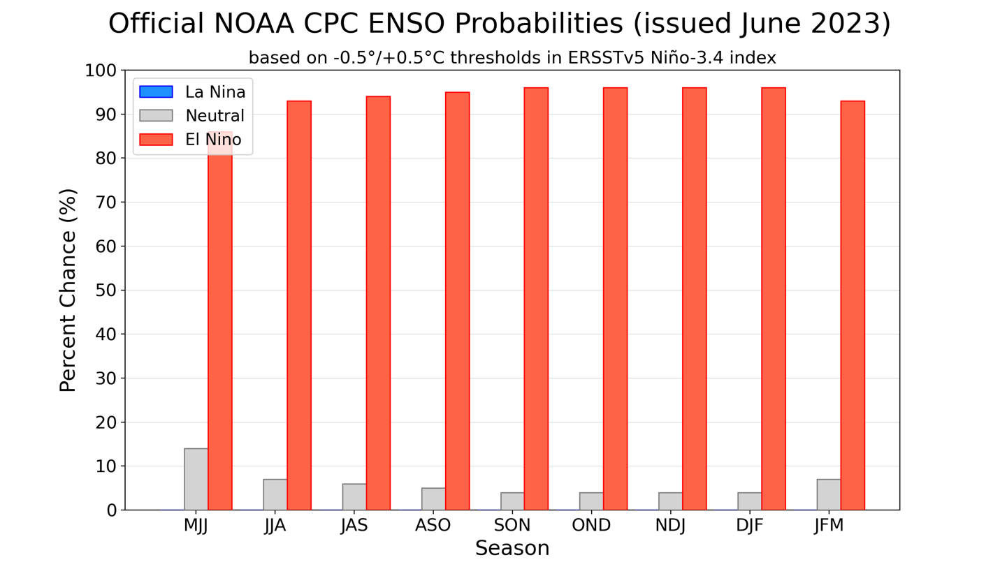 Official NOAA CPC ENSO Probabilities (issued June 2023)
based on -0.5°/+0.5°C thresholds in ERSSTv5 Niño-3.4 index
La Nina
Neutral
El Nino
Percent Chance (%)
100
90
80
70
60
50
40
30
20
10
0
MJJ JJA JAS ASO SON OND NDJ DJF JFM
Season